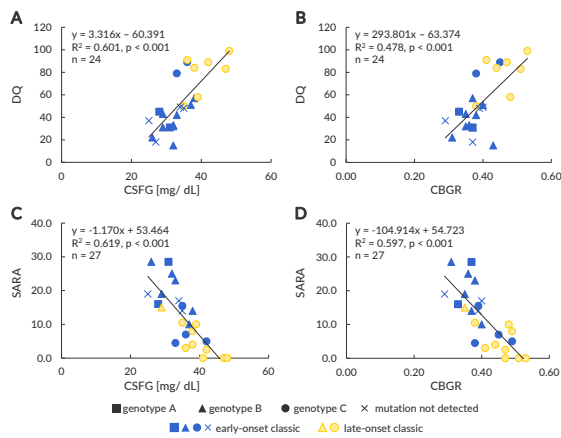 A
y = 3.316x – 60.391
R² = 0.601, p < 0.001
n = 24
120
100
80
60
40
20
0
DQ
0 20 40 60
CSFG [mg/ dL]
B
y = 293.801x – 63.374
R² = 0.478, p < 0.001
n = 24
120
100
80
60
40
20
0
DQ
0.00 0.20 0.40 0.60
CBGR
C
y = -1.170x + 53.464
R² = 0.619, p < 0.001
n = 27
40.0
30.0
20.0
10.0
0.0
SARA
0 20 40 60
CSFG [mg/ dL]
D
y = -104.914x + 54.723
R² = 0.597, p < 0.001
n = 27
40.0
30.0
20.0
10.0
0.0
SARA
0.00 0.20 0.40 0.60
CBGR
genotype A genotype B genotype C mutation not detected
early-onset classic late-onset classic